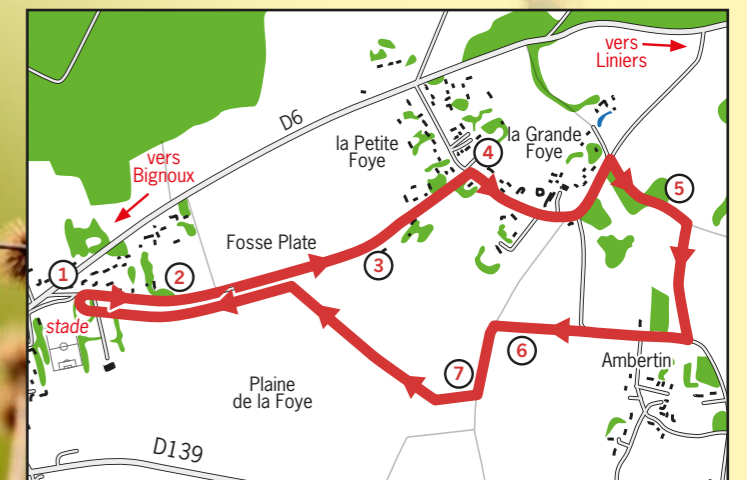 vers
Liniers
D6
la Petite
Foye
la Grande
Foye
4
vers
Bignoux
5
Fosse Plate
3
1
2
stade
6
Ambertin
7
Plaine
de la Foye
D139